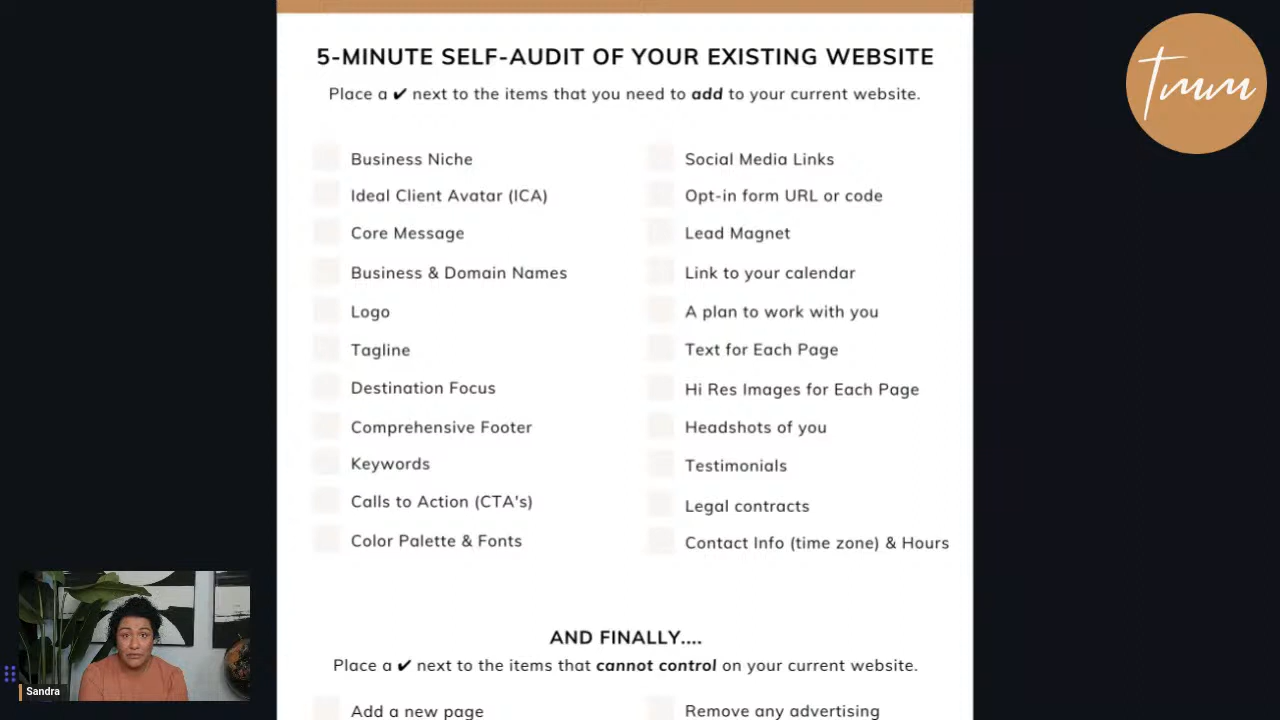 5-MINUTE SELF-AUDIT OF YOUR EXISTING WEBSITE
Place a ✔ next to the items that you need to add to your current website.
Business Niche
Ideal Client Avatar (ICA)
Core Message
Business & Domain Names
Logo
Tagline
Destination Focus
Comprehensive Footer
Keywords
Calls to Action (CTA's)
Color Palette & Fonts
Social Media Links
Opt-in form URL or code
Lead Magnet
Link to your calendar
A plan to work with you
Text for Each Page
Hi Res Images for Each Page
Headshots of you
Testimonials
Legal contracts
Contact Info (time zone) & Hours
AND FINALLY....
Place a ✔ next to the items that cannot control on your current website.
Add a new page
Remove any advertising
Tmm
Sandra